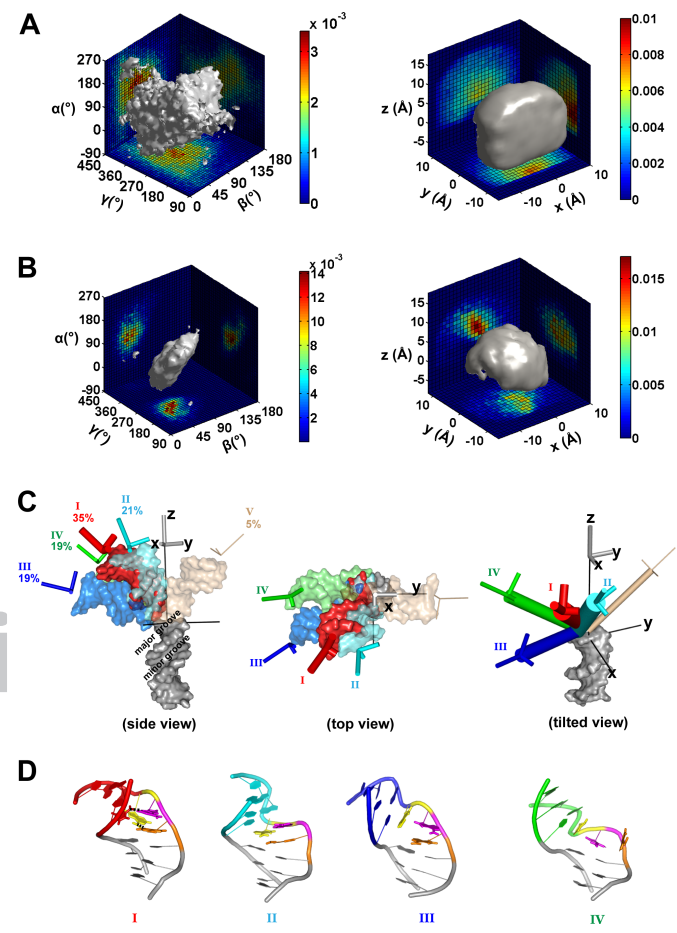 A
x 10-3
270
180
90
0
-90
α(°)
450
360
270
180
90
γ(°)
0
45
90
135
180
β(°)
3
2
1
0
15
10
5
0
-5
z (Å)
10
0
-10
y (Å)
-10
0
10
x (Å)
0.01
0.008
0.006
0.004
0.002
0
B
x 10-3
270
180
90
0
-90
α(°)
450
360
270
180
90
γ(°)
0
45
90
135
180
β(°)
14
12
10
8
6
4
2
15
10
5
0
-5
z (Å)
10
0
-10
y (Å)
-10
0
10
x (Å)
0.015
0.01
0.005
0
C
I
35%
II
21%
IV
19%
III
19%
V
5%
z
x y
major groove
minor groove
(side view)
IV
III
I
II
y
x
(top view)
z
y
x
IV
I
II
III
y
x
(tilted view)
i
D
I
II
III
IV